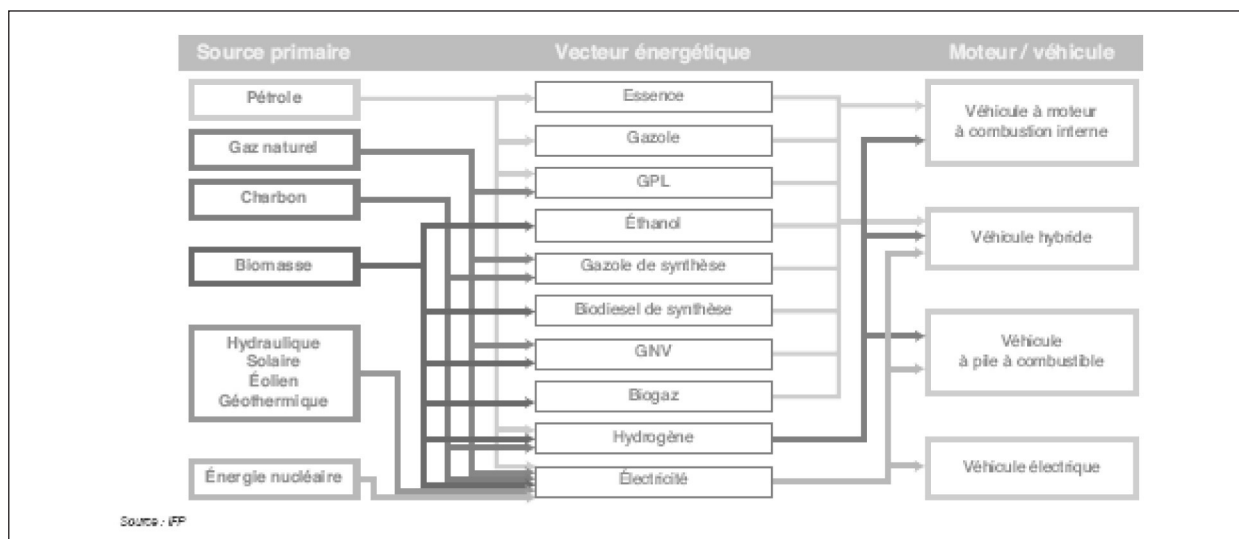 Source primaire
Vecteur énergétique
Moteur / véhicule
Pétrole
Gaz naturel
Charbon
Biomasse
Hydraulique
Solaire
Éolien
Géothermique
Énergie nucléaire
Essence
Gazole
GPL
Éthanol
Gazole de synthèse
Biodiesel de synthèse
GNV
Biogaz
Hydrogène
Électricité
Véhicule à moteur
à combustion interne
Véhicule hybride
Véhicule
à pile à combustible
Véhicule électrique
Source : IFP